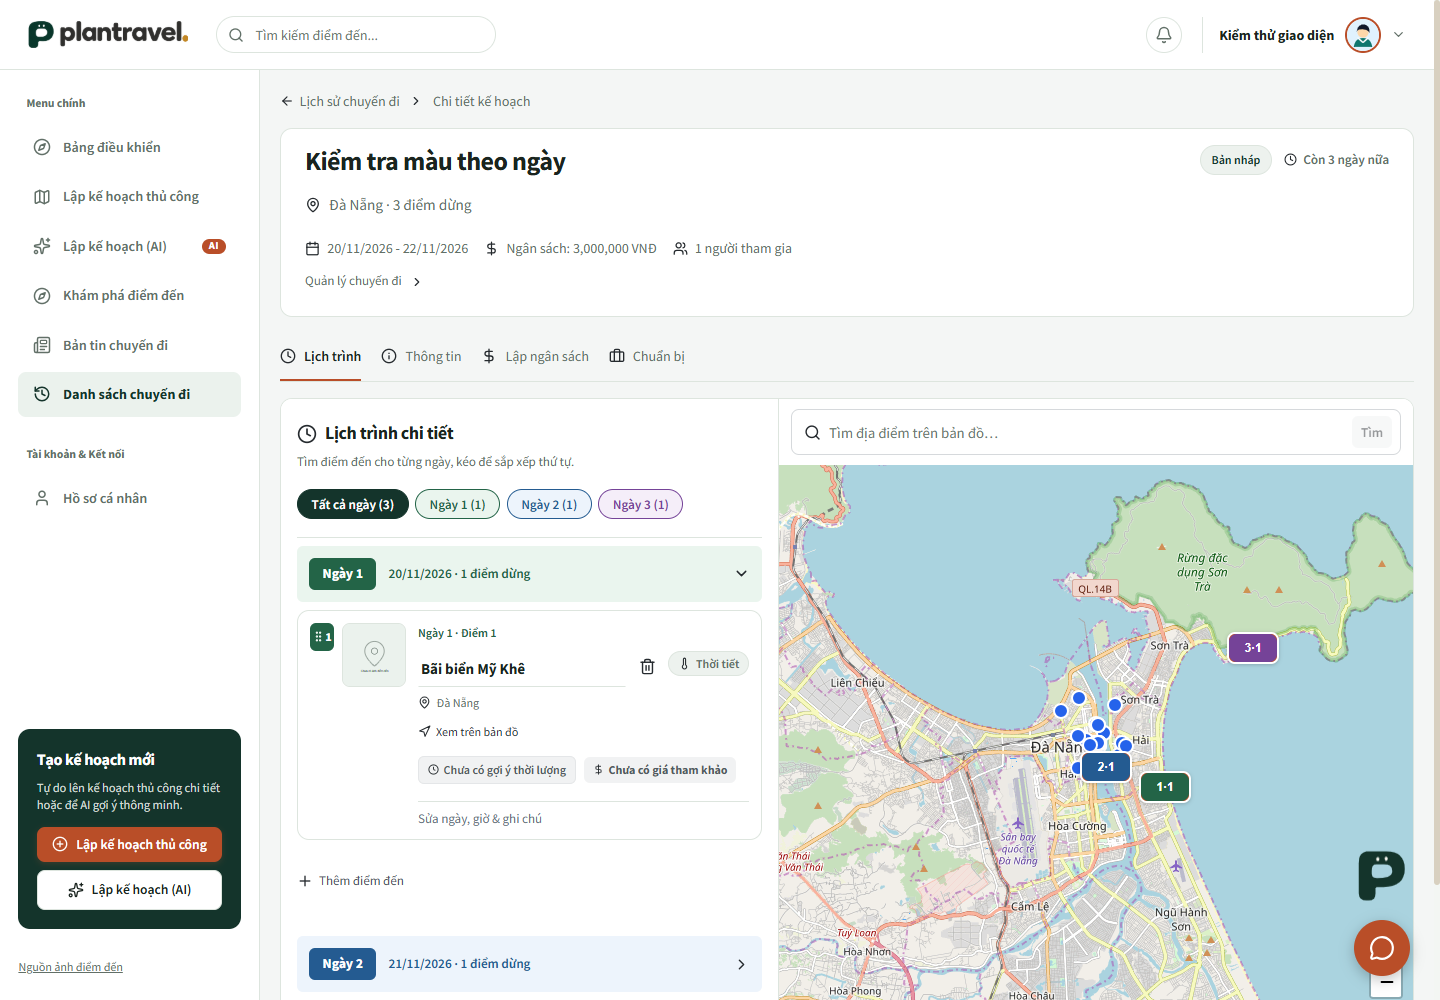 plantravel.
Tìm kiếm điểm đến...
Kiểm thử giao diện
Menu chính
Bảng điều khiển
Lập kế hoạch thủ công
Lập kế hoạch (AI)
AI
Khám phá điểm đến
Bản tin chuyến đi
Danh sách chuyến đi
Tài khoản & Kết nối
Hồ sơ cá nhân
Tạo kế hoạch mới
Tự do lên kế hoạch thủ công chi tiết
hoặc để AI gợi ý thông minh.
Lập kế hoạch thủ công
Lập kế hoạch (AI)
Nguồn ảnh điểm đến
Lịch sử chuyến đi
Chi tiết kế hoạch
Kiểm tra màu theo ngày
Bản nháp
Còn 3 ngày nữa
Đà Nẵng · 3 điểm dừng
20/11/2026 - 22/11/2026
Ngân sách: 3,000,000 VNĐ
1 người tham gia
Quản lý chuyến đi
Lịch trình
Thông tin
Lập ngân sách
Chuẩn bị
Lịch trình chi tiết
Tìm điểm đến cho từng ngày, kéo để sắp xếp thứ tự.
Tất cả ngày (3)
Ngày 1 (1)
Ngày 2 (1)
Ngày 3 (1)
Ngày 1
20/11/2026 · 1 điểm dừng
1
Ngày 1 · Điểm 1
Bãi biển Mỹ Khê
Thời tiết
Đà Nẵng
Xem trên bản đồ
Chưa có gợi ý thời lượng
Chưa có giá tham khảo
Sửa ngày, giờ & ghi chú
Thêm điểm đến
Ngày 2
21/11/2026 · 1 điểm dừng
Tìm địa điểm trên bản đồ...
Tìm
Rừng đặc
dụng Sơn
Trà
QL.14B
Sơn Trà
3·1
Liên Chiểu
Sơn Trà
Đà Nẵn
Hải
2·1
1·1
Hòa Cường
Sân bay
quốc tế
Đà Nẵng
Cẩm Lệ
Ngũ Hành
Sơn
Tuý Loan
Hòa Nhơn
Hòa Phong
Hòa Châu